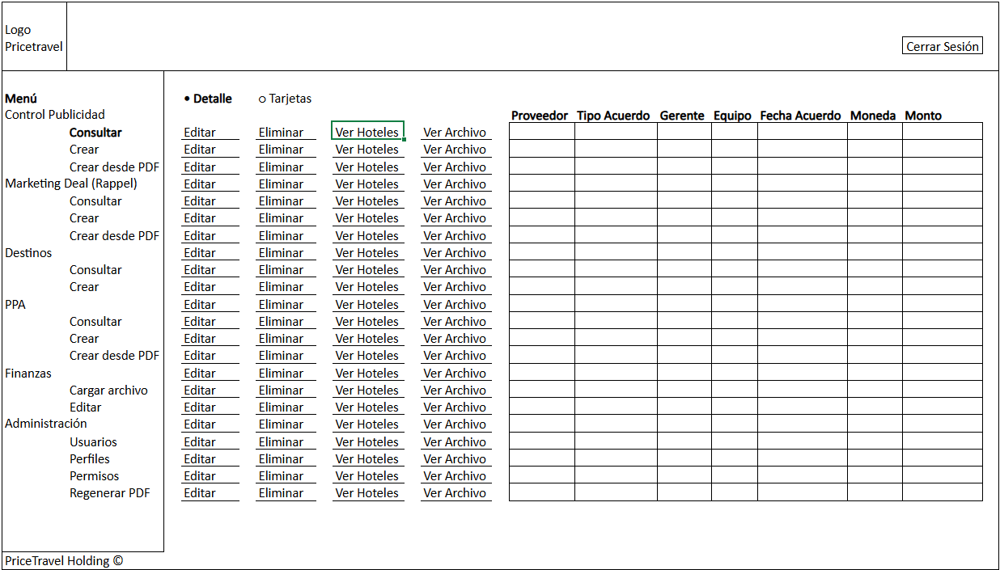 Logo
Pricetravel
Cerrar Sesión
Menú • Detalle ○ Tarjetas
Control Publicidad Proveedor Tipo Acuerdo Gerente Equipo Fecha Acuerdo Moneda Monto
Consultar Editar Eliminar Ver Hoteles Ver Archivo
Crear Editar Eliminar Ver Hoteles Ver Archivo
Crear desde PDF Editar Eliminar Ver Hoteles Ver Archivo
Marketing Deal (Rappel) Editar Eliminar Ver Hoteles Ver Archivo
Consultar Editar Eliminar Ver Hoteles Ver Archivo
Crear Editar Eliminar Ver Hoteles Ver Archivo
Crear desde PDF Editar Eliminar Ver Hoteles Ver Archivo
Destinos Editar Eliminar Ver Hoteles Ver Archivo
Consultar Editar Eliminar Ver Hoteles Ver Archivo
Crear Editar Eliminar Ver Hoteles Ver Archivo
PPA Editar Eliminar Ver Hoteles Ver Archivo
Consultar Editar Eliminar Ver Hoteles Ver Archivo
Crear Editar Eliminar Ver Hoteles Ver Archivo
Crear desde PDF Editar Eliminar Ver Hoteles Ver Archivo
Finanzas Editar Eliminar Ver Hoteles Ver Archivo
Cargar archivo Editar Eliminar Ver Hoteles Ver Archivo
Editar Editar Eliminar Ver Hoteles Ver Archivo
Administración Editar Eliminar Ver Hoteles Ver Archivo
Usuarios Editar Eliminar Ver Hoteles Ver Archivo
Perfiles Editar Eliminar Ver Hoteles Ver Archivo
Permisos Editar Eliminar Ver Hoteles Ver Archivo
Regenerar PDF Editar Eliminar Ver Hoteles Ver Archivo
PriceTravel Holding ©